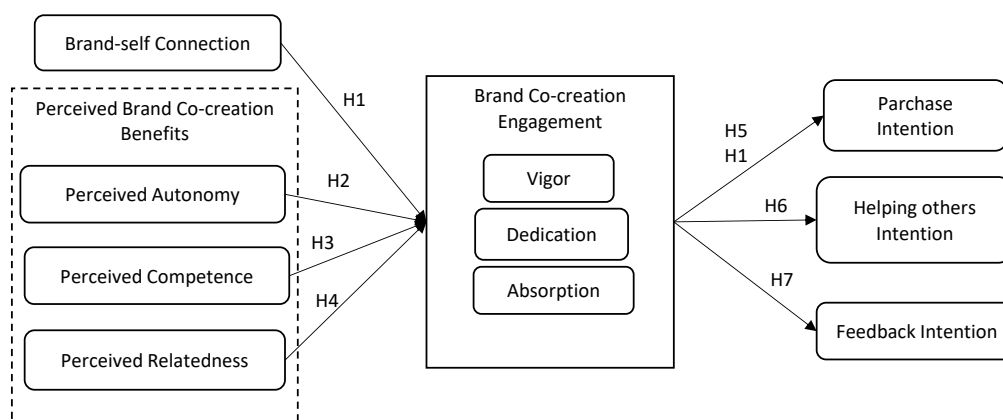 Brand-self Connection
Perceived Brand Co-creation
Benefits
Perceived Autonomy
Perceived Competence
Perceived Relatedness
H1
H2
H3
H4
Brand Co-creation
Engagement
Vigor
Dedication
Absorption
H5
H1
H6
H7
Parchase
Intention
Helping others
Intention
Feedback Intention